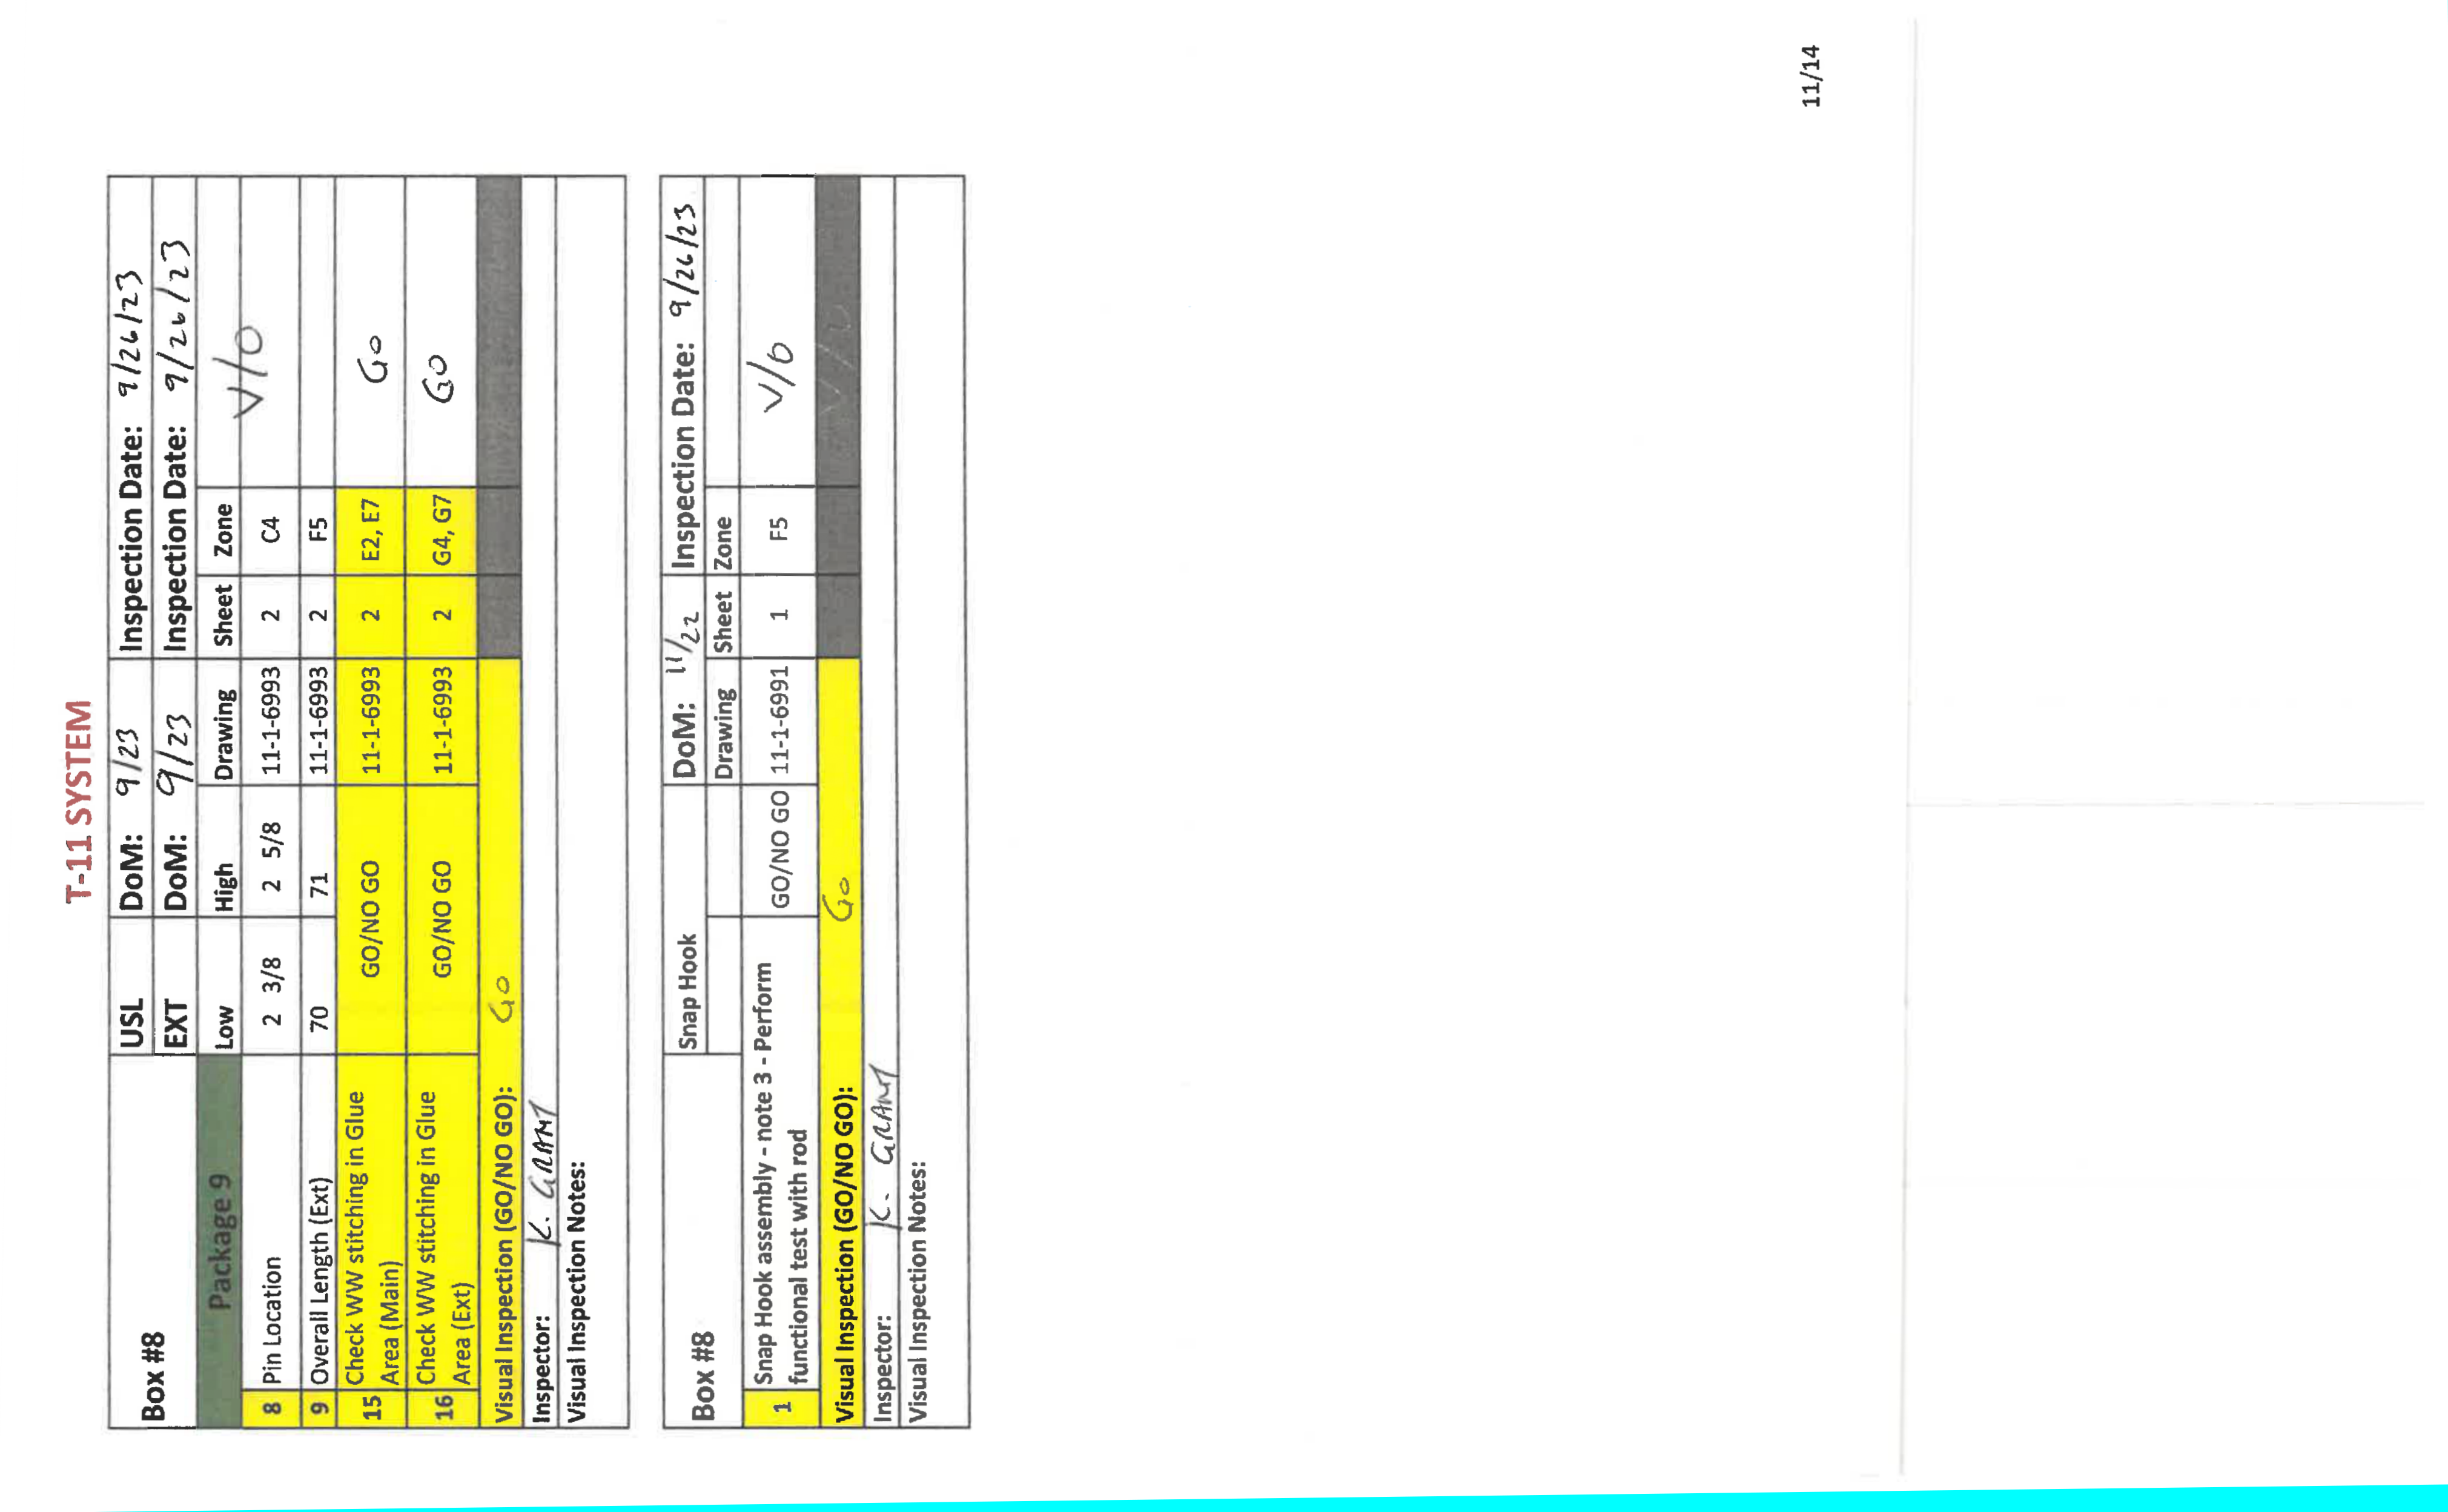 T-11 SYSTEM
Box #8 USL DoM: 9/23 Inspection Date: 9/26/23
EXT DoM: 9/23 Inspection Date: 9/26/23
Package 9 Low High Drawing Sheet Zone
8 Pin Location 2 3/8 2 5/8 11-1-6993 2 C4 V/O
9 Overall Length (Ext) 70 71 11-1-6993 2 F5
15 Check WW stitching in Glue Area (Main) GO/NO GO 11-1-6993 2 E2, E7 Go
16 Check WW stitching in Glue Area (Ext) GO/NO GO 11-1-6993 2 G4, G7 GO
Visual Inspection (GO/NO GO): GO
Inspector: K. GRANT
Visual Inspection Notes:
Box #8 Snap Hook DoM: 11/22 Inspection Date: 9/26/23
Drawing Sheet Zone
1 Snap Hook assembly - note 3 - Perform functional test with rod GO/NO GO 11-1-6991 1 F5 V/O
Visual Inspection (GO/NO GO): Go
Inspector: K. GRANT
Visual Inspection Notes:
11/14